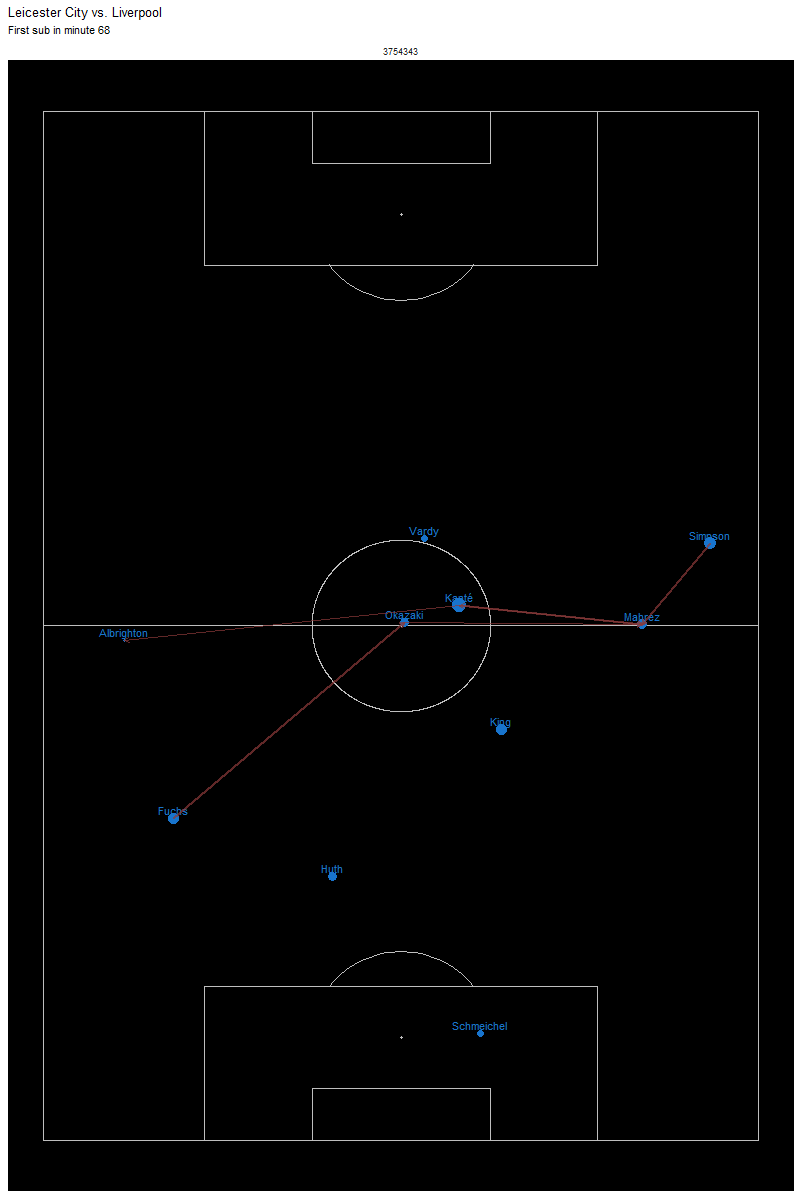 Leicester City vs. Liverpool
First sub in minute 68
3754343
Vardy
Simpson
Kanté
Okazaki
Mahrez
Albrighton
King
Fuchs
Huth
Schmeichel